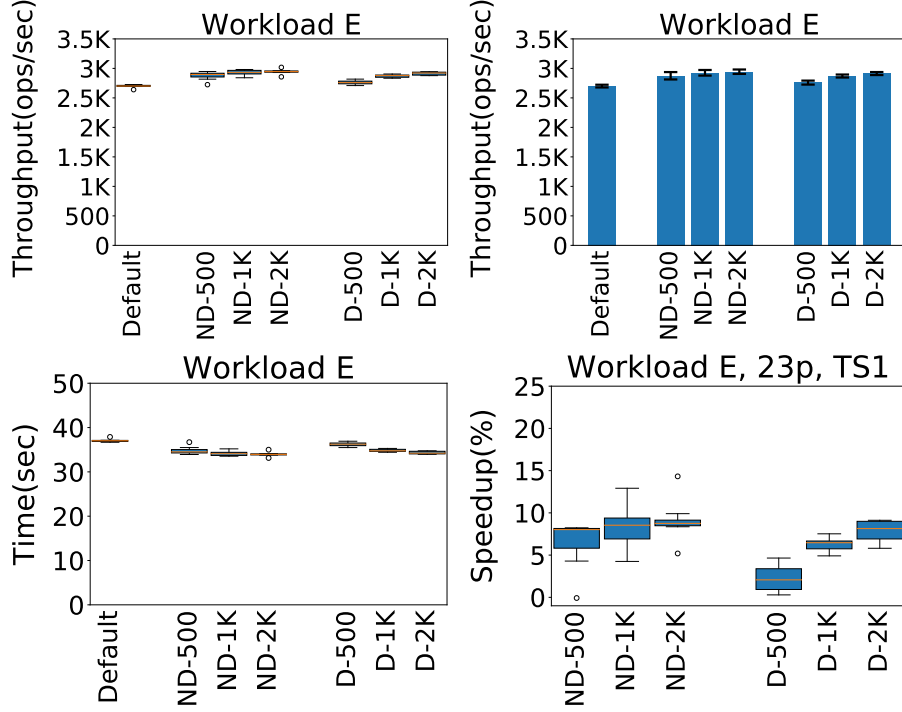 Workload E
Throughput(ops/sec)
3.5K
3K
2.5K
2K
1.5K
1K
500
0
Default
ND-500
ND-1K
ND-2K
D-500
D-1K
D-2K
Workload E
Throughput(ops/sec)
3.5K
3K
2.5K
2K
1.5K
1K
500
0
Default
ND-500
ND-1K
ND-2K
D-500
D-1K
D-2K
Workload E
Time(sec)
50
40
30
20
10
0
Default
ND-500
ND-1K
ND-2K
D-500
D-1K
D-2K
Workload E, 23p, TS1
Speedup(%)
25
20
15
10
5
0
ND-500
ND-1K
ND-2K
D-500
D-1K
D-2K